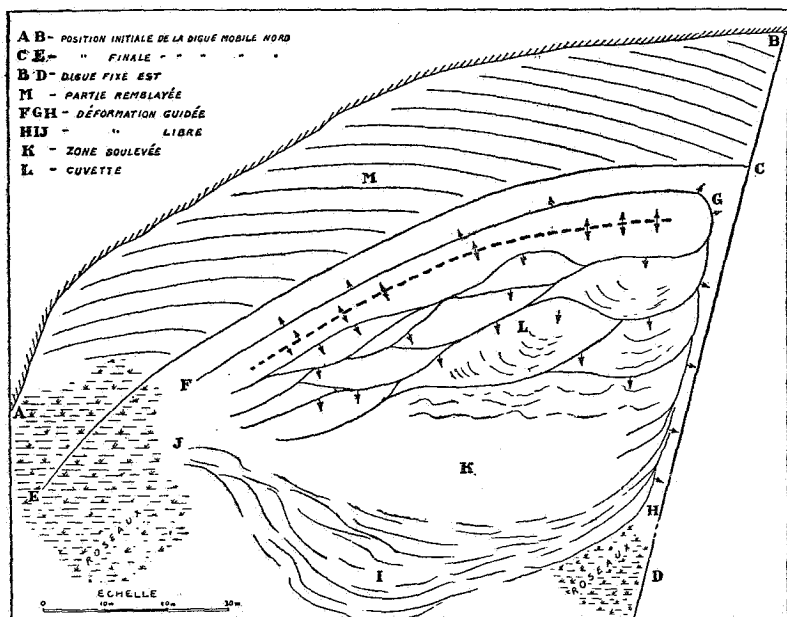 A B - POSITION INITIALE DE LA DIGUE MOBILE NORD
C E - " FINALE - " " " "
B D - DIGUE FIXE EST
M - PARTIE REMBLAYÉE
F G H - DÉFORMATION GUIDÉE
H I J - " LIBRE
K - ZONE SOULEVÉE
L - CUVETTE
B
C
M
G
L
F
A
J
K
E
H
ROSEAUX
I
ROSEAUX
D
ECHELLE
0 10m 20m 30m